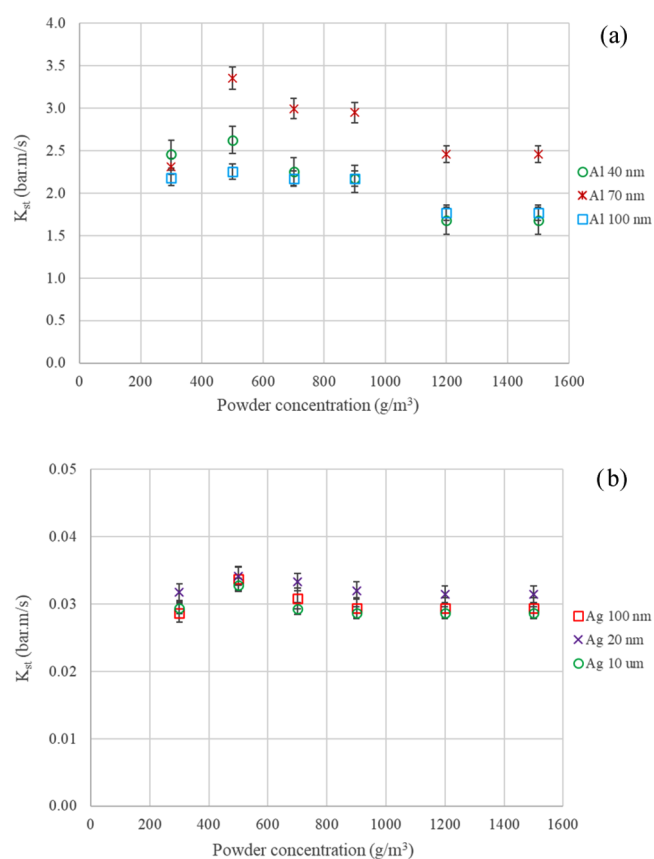 (a)
4.0
3.5
3.0
2.5
2.0
1.5
1.0
0.5
0.0
Kst (bar.m/s)
0 200 400 600 800 1000 1200 1400 1600
Powder concentration (g/m³)
Al 40 nm
Al 70 nm
Al 100 nm
(b)
0.05
0.04
0.03
0.02
0.01
0.00
Kst (bar.m/s)
0 200 400 600 800 1000 1200 1400 1600
Powder concentration (g/m³)
Ag 100 nm
Ag 20 nm
Ag 10 um